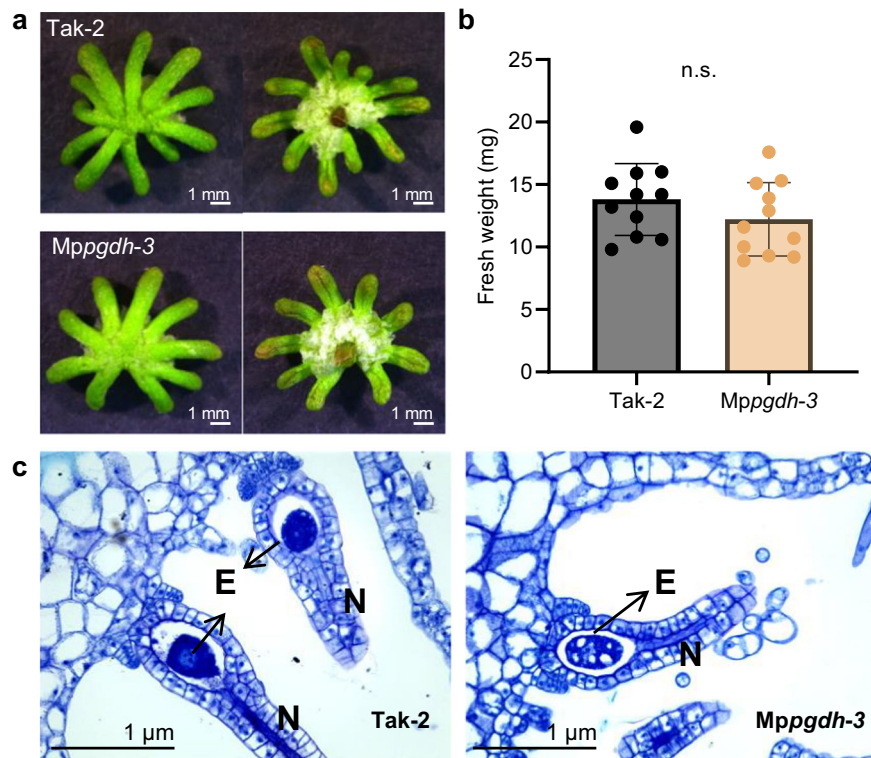 a
Tak-2
1 mm
1 mm
Mppgdh-3
1 mm
1 mm
b
n.s.
Fresh weight (mg)
25
20
15
10
5
0
Tak-2
Mppgdh-3
c
E
N
N
Tak-2
1 µm
E
N
Mppgdh-3
1 µm